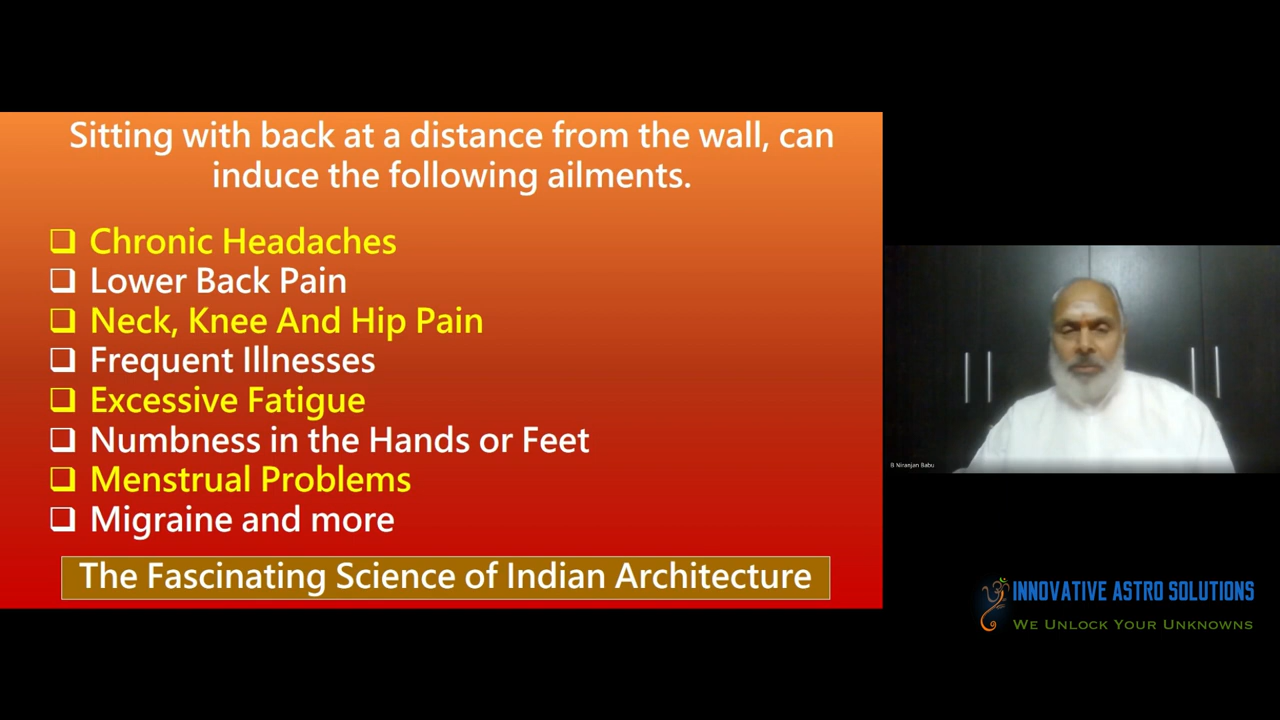 Sitting with back at a distance from the wall, can
induce the following ailments.
Chronic Headaches
Lower Back Pain
Neck, Knee And Hip Pain
Frequent Illnesses
Excessive Fatigue
Numbness in the Hands or Feet
Menstrual Problems
Migraine and more
The Fascinating Science of Indian Architecture
B Niranjan Babu
INNOVATIVE ASTRO SOLUTIONS
WE UNLOCK YOUR UNKNOWNS